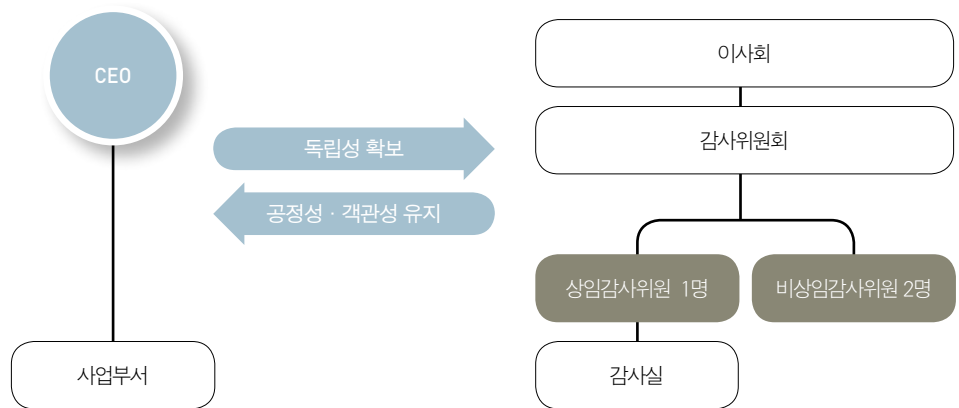 CEO
이사회
감사위원회
독립성 확보
공정성 · 객관성 유지
상임감사위원 1명
비상임감사위원 2명
사업부서
감사실